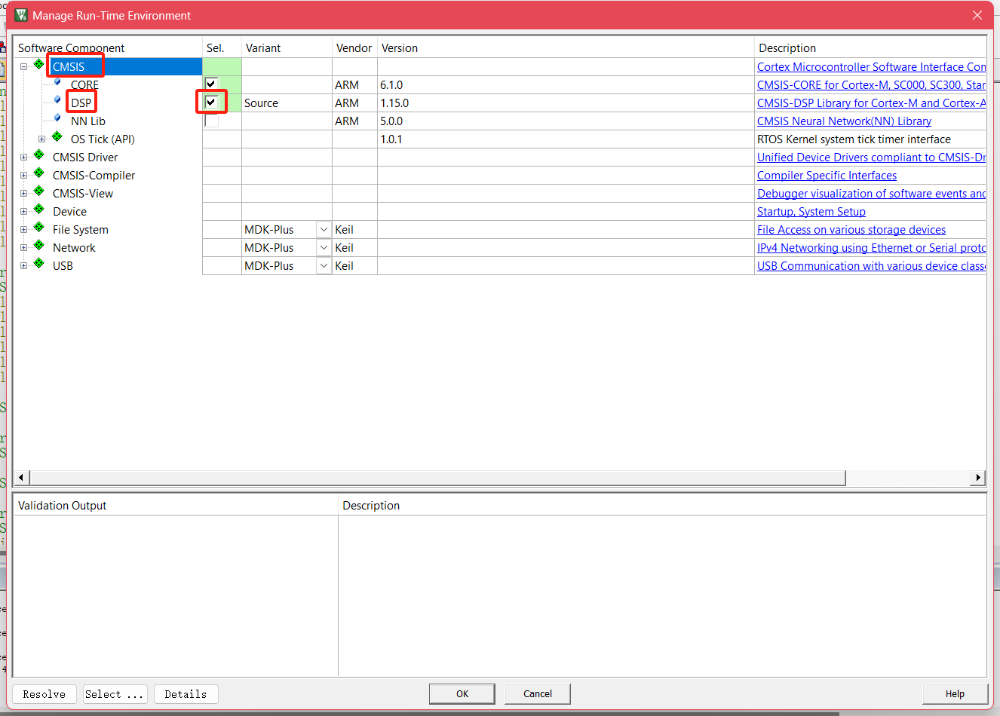 Manage Run-Time Environment
Software Component Sel. Variant Vendor Version Description
CMSIS Cortex Microcontroller Software Interface Con
CORE ARM 6.1.0 CMSIS-CORE for Cortex-M, SC000, SC300, Star
DSP Source ARM 1.15.0 CMSIS-DSP Library for Cortex-M and Cortex-A
NN Lib ARM 5.0.0 CMSIS Neural Network(NN) Library
OS Tick (API) 1.0.1 RTOS Kernel system tick timer interface
CMSIS Driver Unified Device Drivers compliant to CMSIS-Dr
CMSIS-Compiler Compiler Specific Interfaces
CMSIS-View Debugger visualization of software events and
Device Startup, System Setup
File System MDK-Plus Keil File Access on various storage devices
Network MDK-Plus Keil IPv4 Networking using Ethernet or Serial proto
USB MDK-Plus Keil USB Communication with various device classe
Validation Output Description
Resolve Select ... Details OK Cancel Help